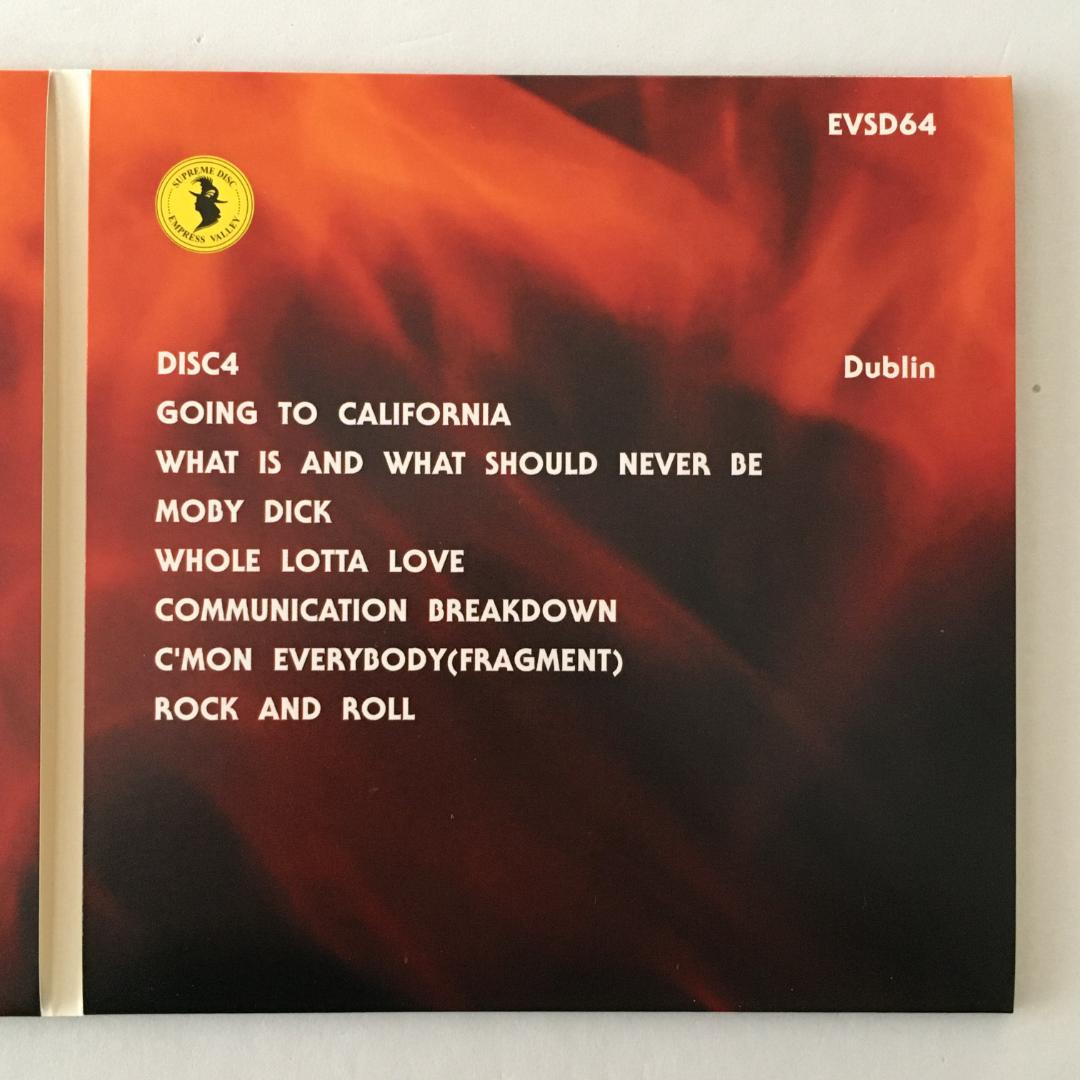 EVSD64
SUPREME DISC
EMPRESS VALLEY
DISC4
Dublin
GOING TO CALIFORNIA
WHAT IS AND WHAT SHOULD NEVER BE
MOBY DICK
WHOLE LOTTA LOVE
COMMUNICATION BREAKDOWN
C'MON EVERYBODY(FRAGMENT)
ROCK AND ROLL